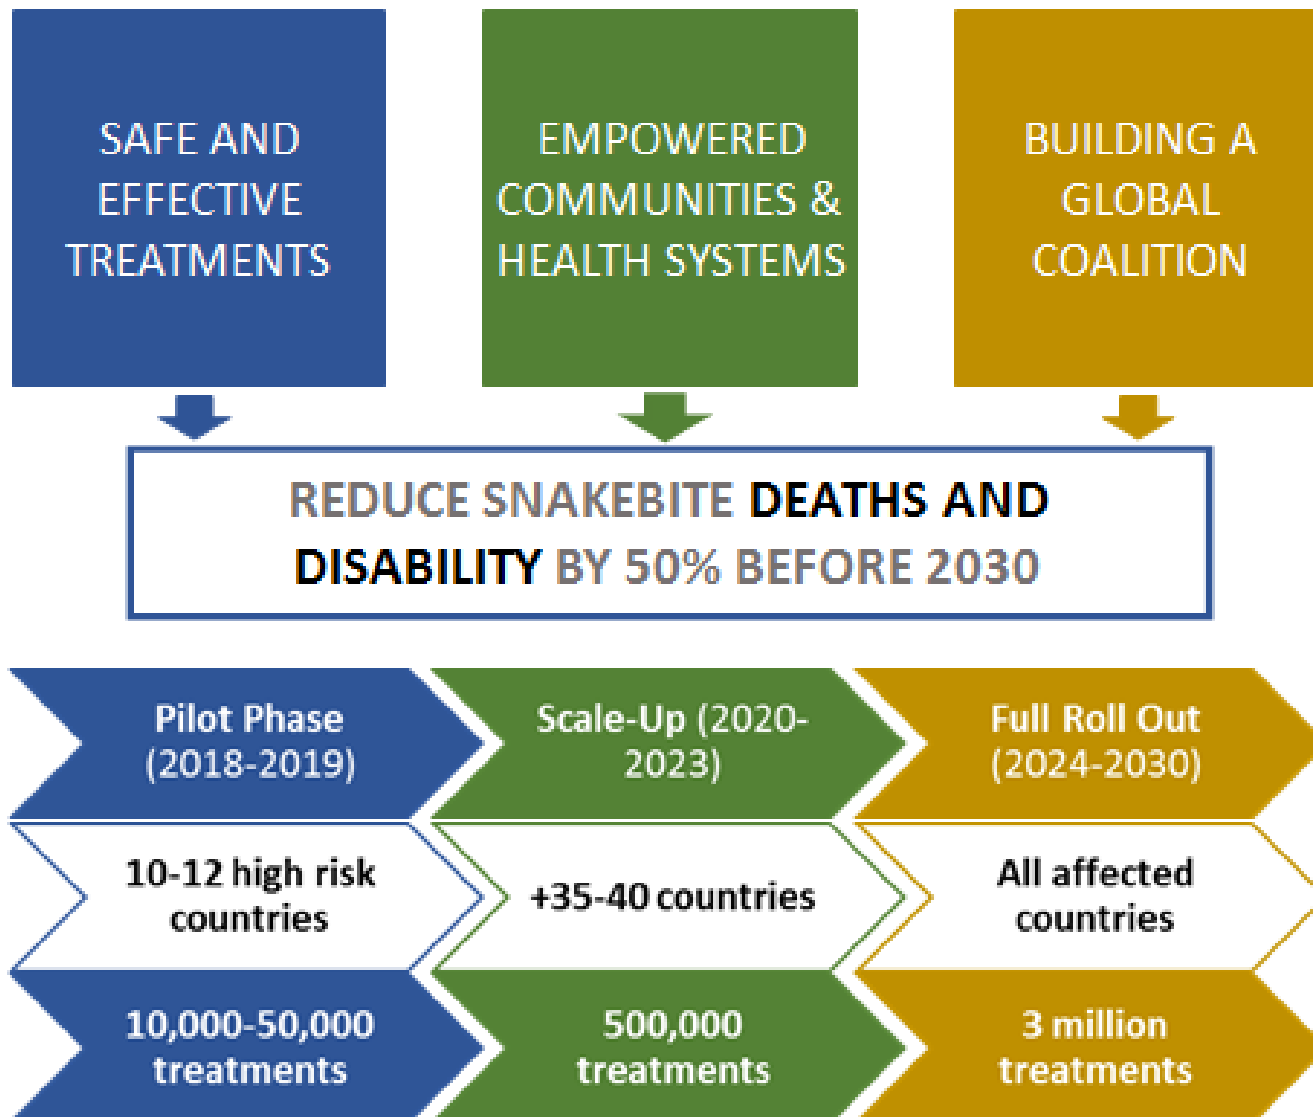 SAFE AND
EFFECTIVE
TREATMENTS
EMPOWERED
COMMUNITIES &
HEALTH SYSTEMS
BUILDING A
GLOBAL
COALITION
REDUCE SNAKEBITE DEATHS AND
DISABILITY BY 50% BEFORE 2030
Pilot Phase
(2018-2019)
Scale-Up (2020-
2023)
Full Roll Out
(2024-2030)
10-12 high risk
countries
+35-40 countries
All affected
countries
10,000-50,000
treatments
500,000
treatments
3 million
treatments